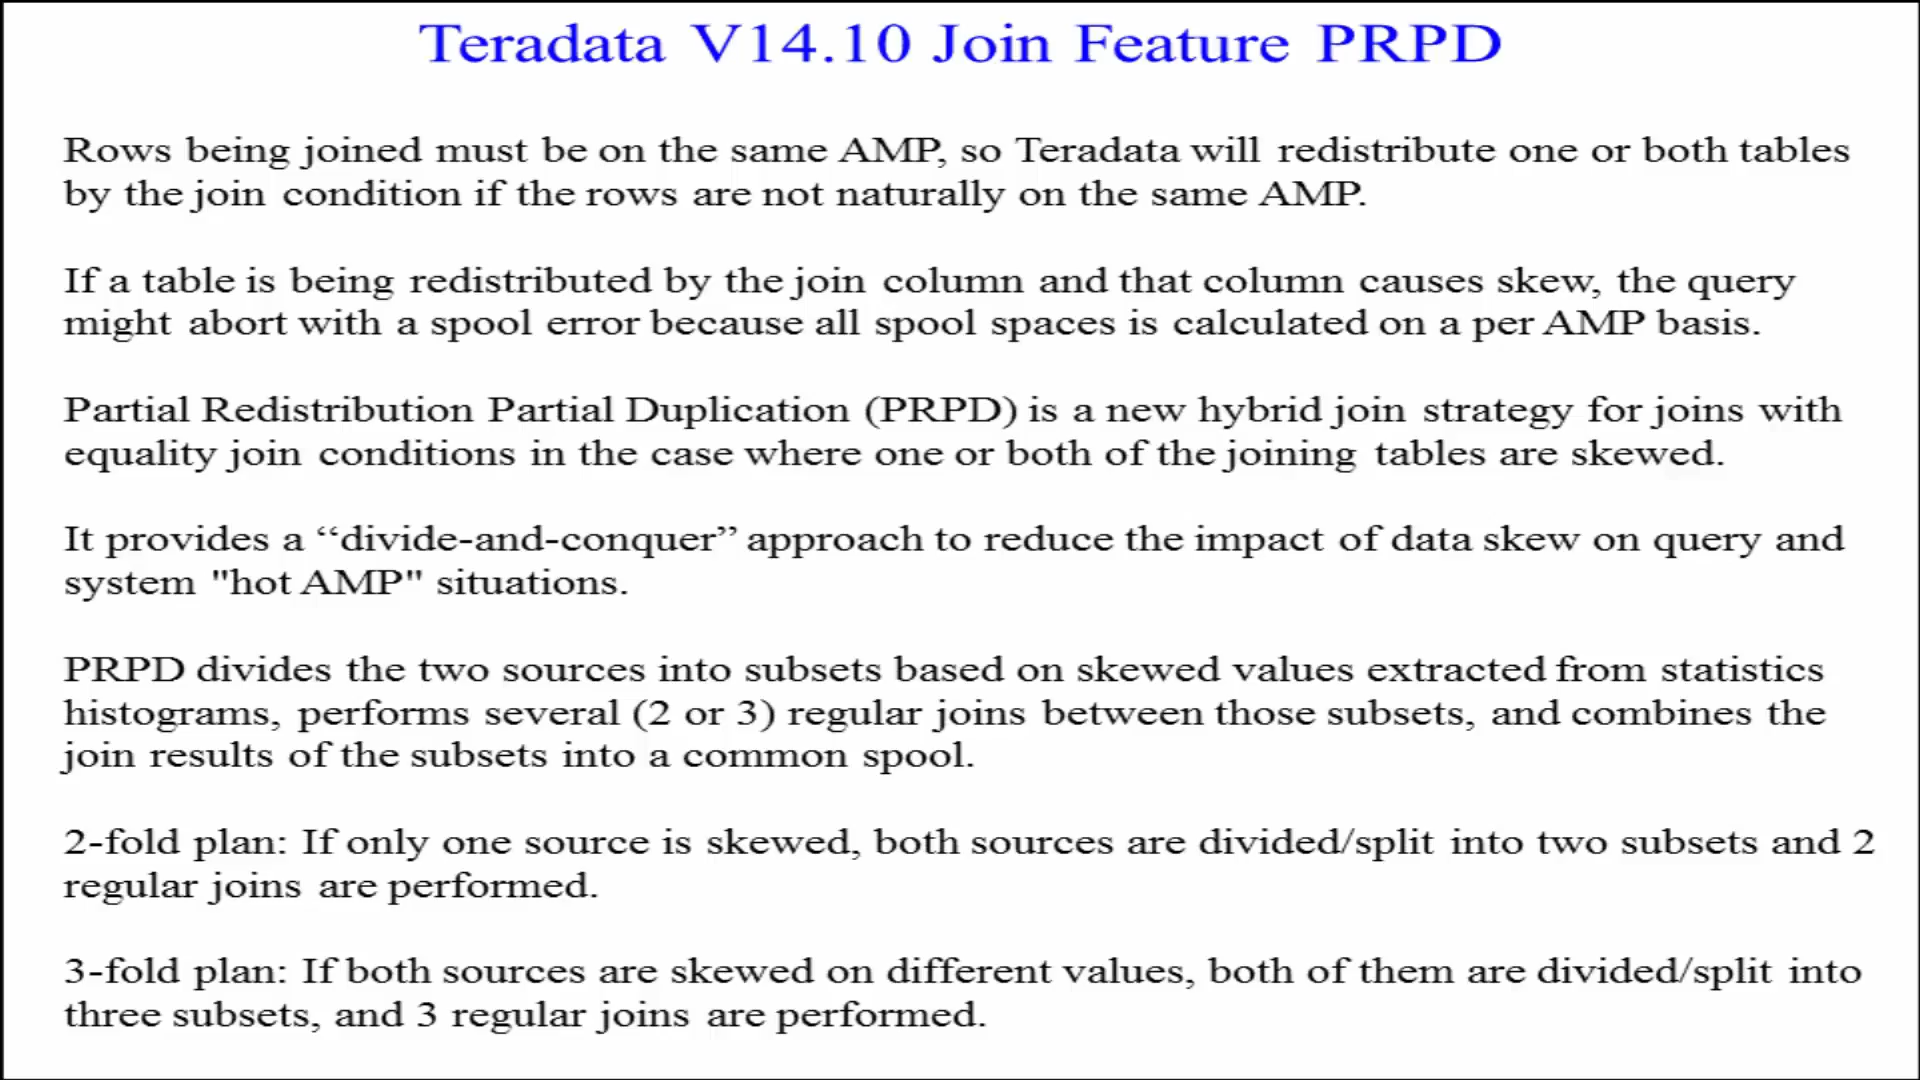 Teradata V14.10 Join Feature PRPD
Rows being joined must be on the same AMP, so Teradata will redistribute one or both tables
by the join condition if the rows are not naturally on the same AMP.
If a table is being redistributed by the join column and that column causes skew, the query
might abort with a spool error because all spool spaces is calculated on a per AMP basis.
Partial Redistribution Partial Duplication (PRPD) is a new hybrid join strategy for joins with
equality join conditions in the case where one or both of the joining tables are skewed.
It provides a “divide-and-conquer” approach to reduce the impact of data skew on query and
system "hot AMP" situations.
PRPD divides the two sources into subsets based on skewed values extracted from statistics
histograms, performs several (2 or 3) regular joins between those subsets, and combines the
join results of the subsets into a common spool.
2-fold plan: If only one source is skewed, both sources are divided/split into two subsets and 2
regular joins are performed.
3-fold plan: If both sources are skewed on different values, both of them are divided/split into
three subsets, and 3 regular joins are performed.